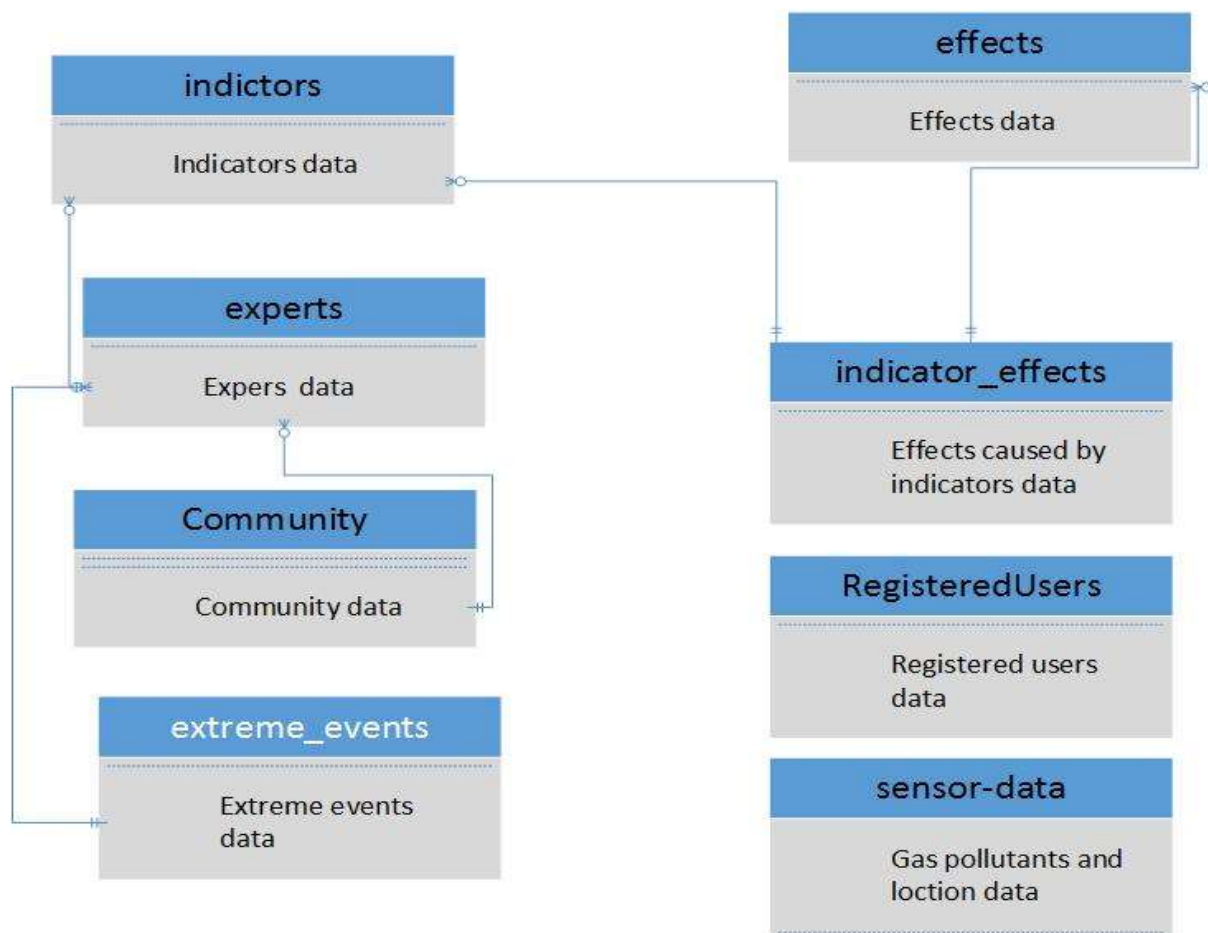 indictors
Indicators data
experts
Expers data
Community
Community data
extreme_events
Extreme events
data
effects
Effects data
indicator_effects
Effects caused by
indicators data
RegisteredUsers
Registered users
data
sensor-data
Gas pollutants and
loction data